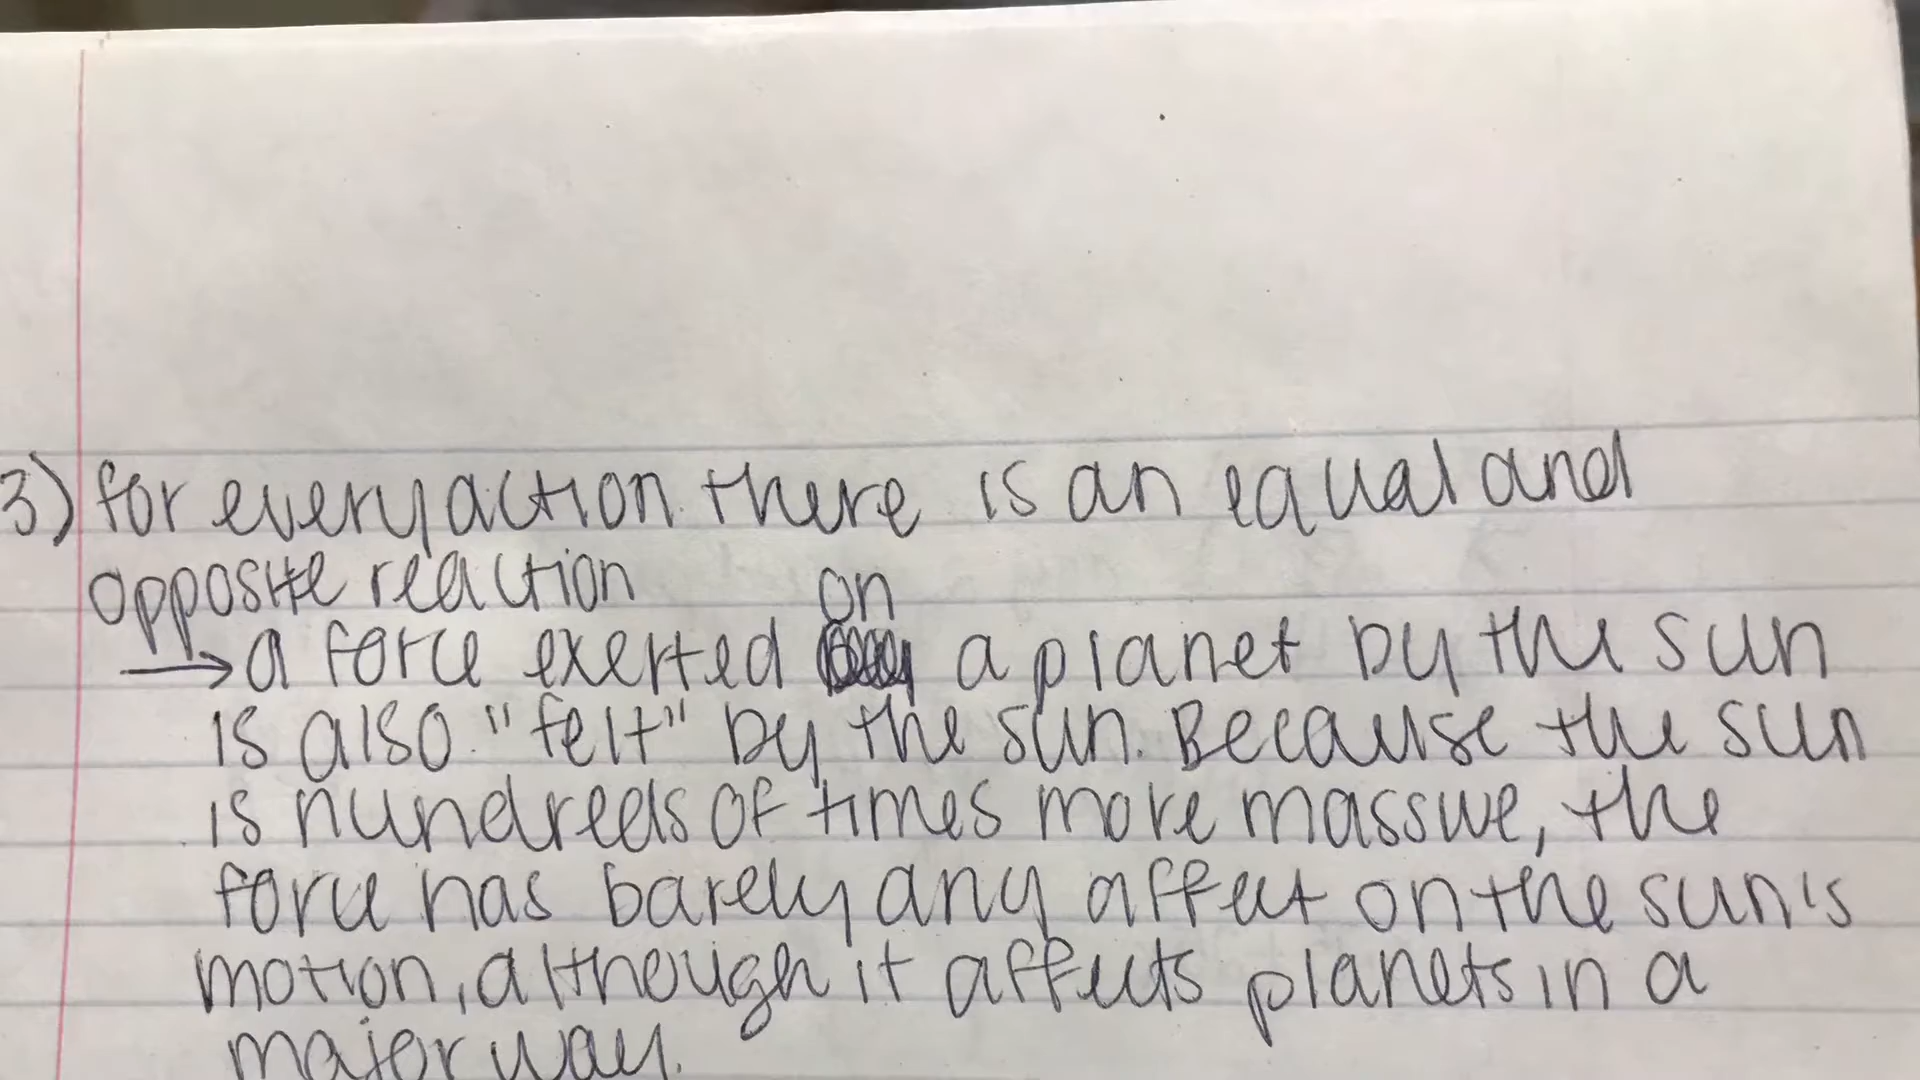 3) for every action there is an equal and
opposite reaction
on
→ a force exerted a planet by the sun
is also "felt" by the sun. Because the sun
is hundreds of times more massive, the
force has barely any affect on the sun's
motion, although it affects planets in a
major way.